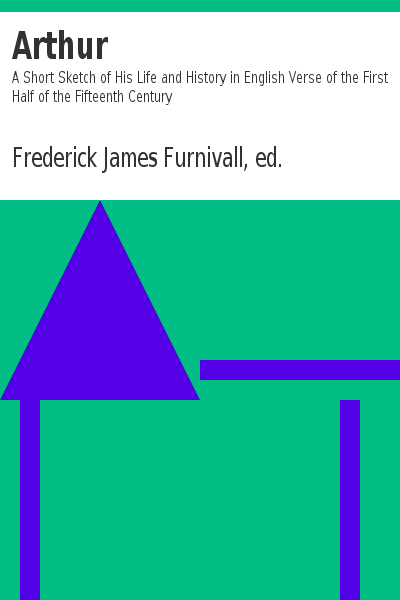 Arthur
A Short Sketch of His Life and History in English Verse of the First
Half of the Fifteenth Century
Frederick James Furnivall, ed.